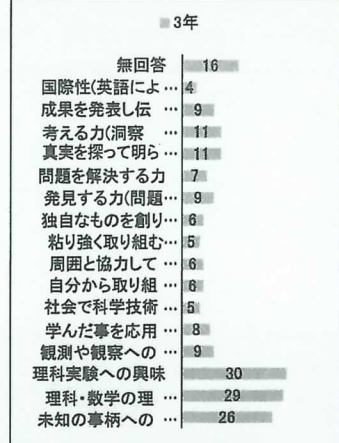 3年
無回答 16
国際性(英語によ … 4
成果を発表し伝 … 9
考える力(洞察 … 11
真実を探って明ら … 11
問題を解決する力 7
発見する力(問題… 9
独自なものを創り… 6
粘り強く取り組む… 5
周囲と協力して … 6
自分から取り組 … 6
社会で科学技術 … 5
学んだ事を応用 … 8
観測や観察への … 9
理科実験への興味 30
理科・数学の理 … 29
未知の事柄への … 26